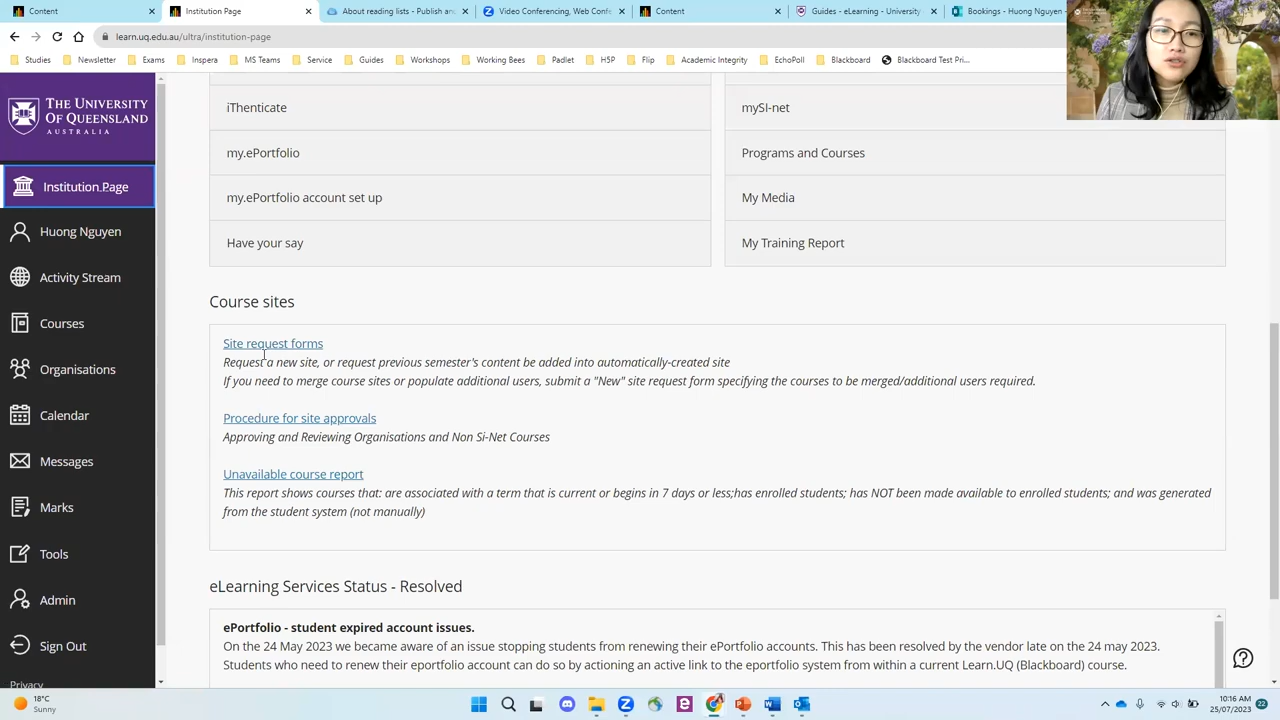 Content
Institution Page
About reading lists - Publish an
Video Conferencing, Web Conf
Content
Guides - eLearning - University
Bookings - Huong Nguyen
learn.uq.edu.au/ultra/institution-page
Studies
Newsletter
Exams
Inspera
MS Teams
Service
Guides
Workshops
Working Bees
Padlet
H5P
Flip
Academic Integrity
EchoPoll
Blackboard
Blackboard Test Pri...
THE UNIVERSITY
OF QUEENSLAND
AUSTRALIA
Institution Page
Huong Nguyen
Activity Stream
Courses
Organisations
Calendar
Messages
Marks
Tools
Admin
Sign Out
Privacy
iThenticate
my.ePortfolio
my.ePortfolio account set up
Have your say
mySI-net
Programs and Courses
My Media
My Training Report
Course sites
Site request forms
Request a new site, or request previous semester's content be added into automatically-created site
If you need to merge course sites or populate additional users, submit a "New" site request form specifying the courses to be merged/additional users required.
Procedure for site approvals
Approving and Reviewing Organisations and Non Si-Net Courses
Unavailable course report
This report shows courses that: are associated with a term that is current or begins in 7 days or less;has enrolled students; has NOT been made available to enrolled students; and was generated
from the student system (not manually)
eLearning Services Status - Resolved
ePortfolio - student expired account issues.
On the 24 May 2023 we became aware of an issue stopping students from renewing their ePortfolio accounts. This has been resolved by the vendor late on the 24 may 2023.
Students who need to renew their eportfolio account can do so by actioning an active link to the eportfolio system from within a current Learn.UQ (Blackboard) course.
18°C
Sunny
10:16 AM
25/07/2023
22